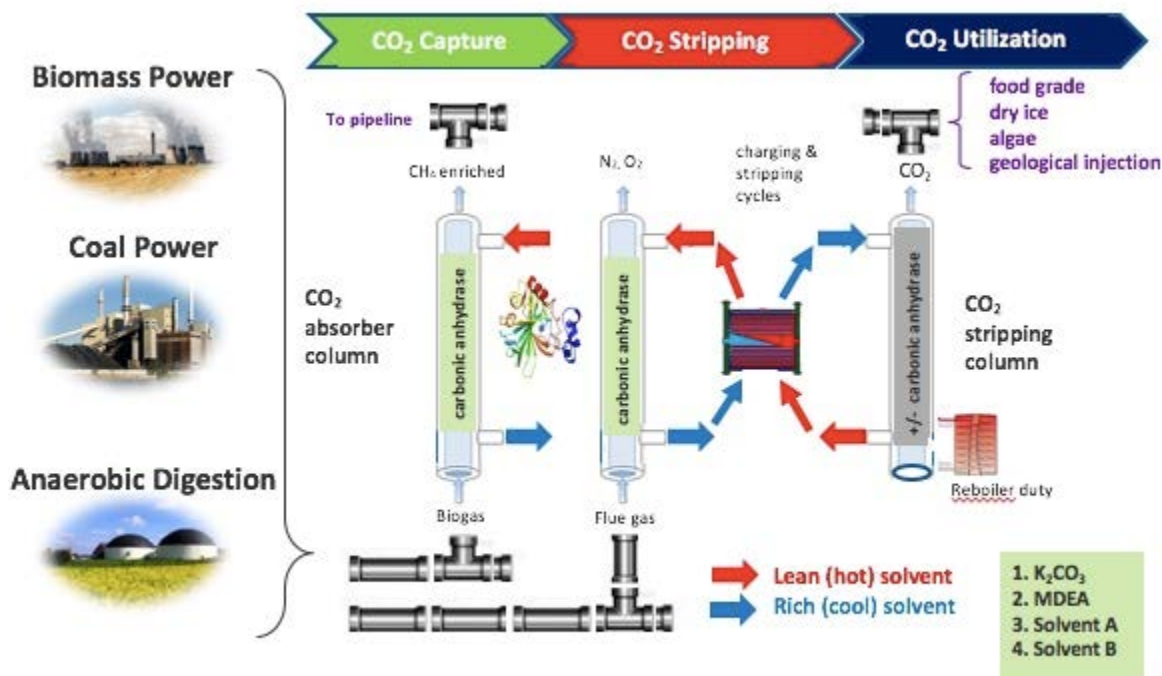 CO₂ Capture
CO₂ Stripping
CO₂ Utilization
Biomass Power
Coal Power
Anaerobic Digestion
To pipeline
CH₄ enriched
N₂, O₂
charging &
stripping
cycles
CO₂
food grade
dry ice
algae
geological injection
CO₂
absorber
column
carbonic anhydrase
carbonic anhydrase
+/- carbonic anhydrase
CO₂
stripping
column
Reboiler duty
Biogas
Flue gas
Lean (hot) solvent
Rich (cool) solvent
1. K₂CO₃
2. MDEA
3. Solvent A
4. Solvent B